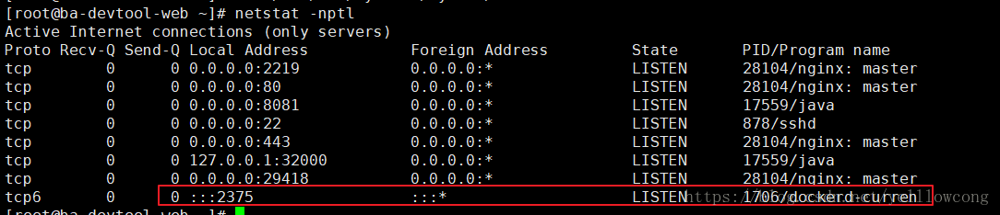 [root@ba-devtool-web ~]# netstat -nptl
Active Internet connections (only servers)
Proto Recv-Q Send-Q Local Address           Foreign Address         State       PID/Program name
tcp        0      0 0.0.0.0:2219            0.0.0.0:*               LISTEN      28104/nginx: master
tcp        0      0 0.0.0.0:80              0.0.0.0:*               LISTEN      28104/nginx: master
tcp        0      0 0.0.0.0:8081            0.0.0.0:*               LISTEN      17559/java
tcp        0      0 0.0.0.0:22              0.0.0.0:*               LISTEN      878/sshd
tcp        0      0 0.0.0.0:443             0.0.0.0:*               LISTEN      28104/nginx: master
tcp        0      0 127.0.0.1:32000         0.0.0.0:*               LISTEN      17559/java
tcp        0      0 0.0.0.0:29418           0.0.0.0:*               LISTEN      28104/nginx: master
tcp6       0      0 :::2375                 :::*                    LISTEN      1706/dockerd-curren
[root@ba-devtool-web ~]#